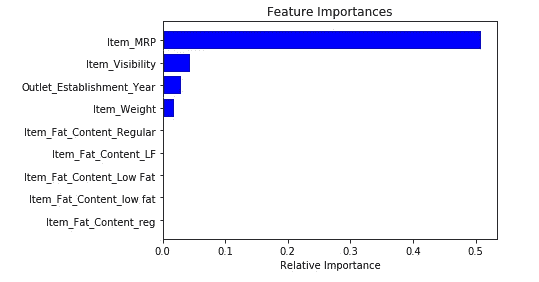 Feature Importances
Item_MRP
Item_Visibility
Outlet_Establishment_Year
Item_Weight
Item_Fat_Content_Regular
Item_Fat_Content_LF
Item_Fat_Content_Low Fat
Item_Fat_Content_low fat
Item_Fat_Content_reg
0.0 0.1 0.2 0.3 0.4 0.5
Relative Importance